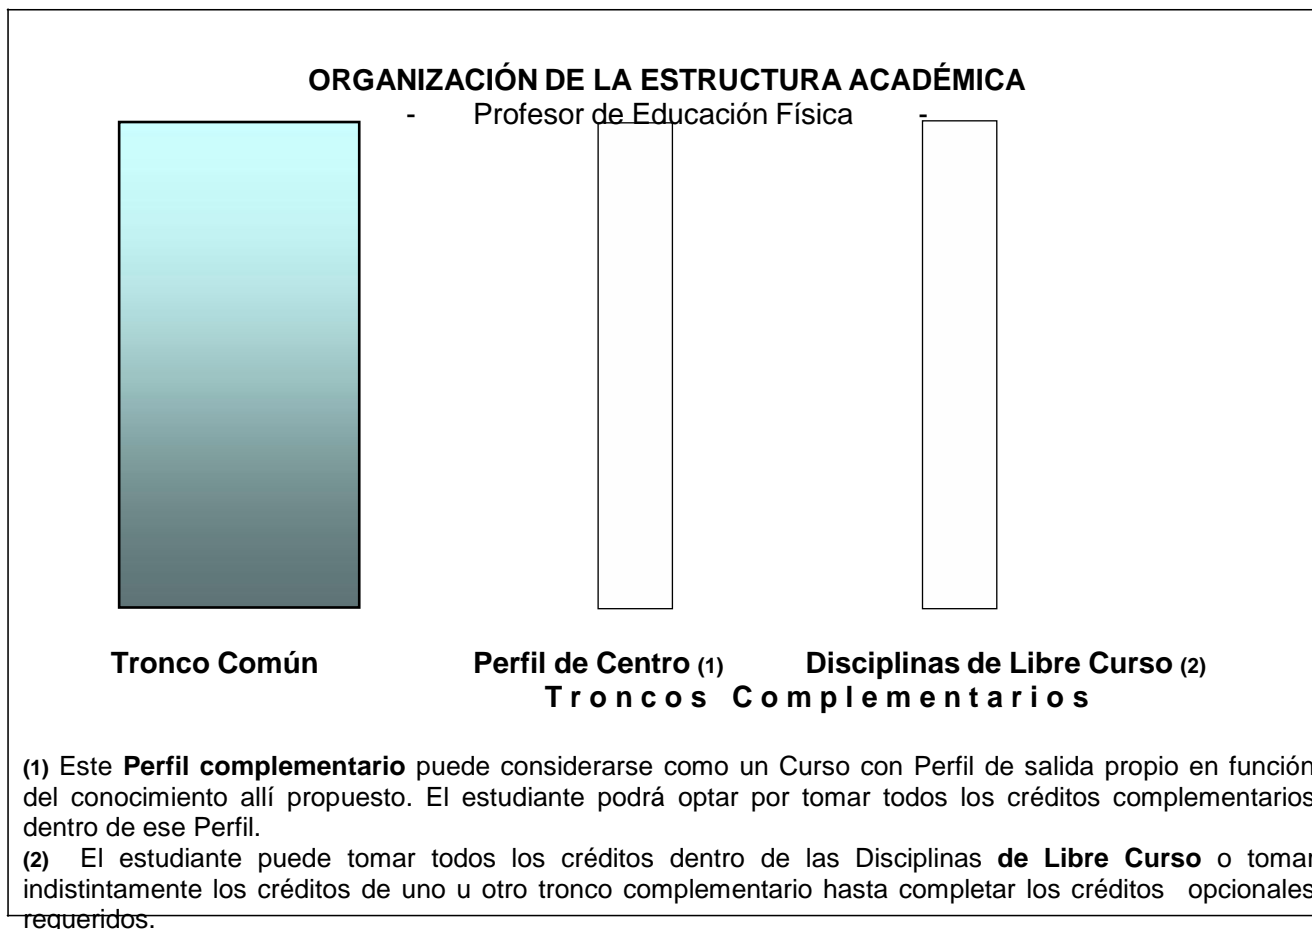 ORGANIZACIÓN DE LA ESTRUCTURA ACADÉMICA
- Profesor de Educación Física -
Tronco Común Perfil de Centro (1) Disciplinas de Libre Curso (2)
Troncos Complementarios
(1) Este Perfil complementario puede considerarse como un Curso con Perfil de salida propio en función
del conocimiento allí propuesto. El estudiante podrá optar por tomar todos los créditos complementarios
dentro de ese Perfil.
(2) El estudiante puede tomar todos los créditos dentro de las Disciplinas de Libre Curso o tomar
indistintamente los créditos de uno u otro tronco complementario hasta completar los créditos opcionales
requeridos.